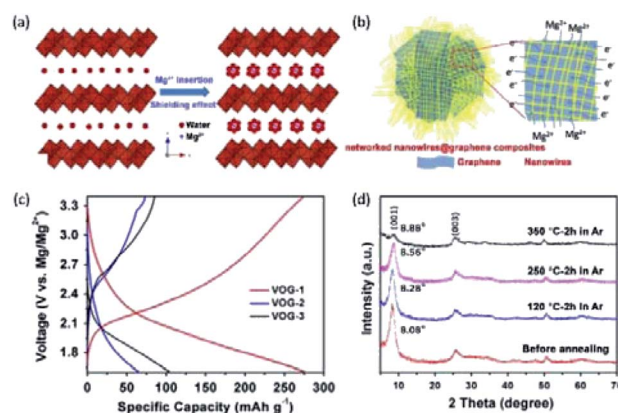 (a)
Mg²⁺ insertion
Shielding effect
Water
Mg²⁺
(b)
Mg²⁺ Mg²⁺
e⁻ e⁻
e⁻ e⁻
e⁻ e⁻
e⁻ e⁻
Mg²⁺ Mg²⁺
networked nanowires@graphene composites
Graphene Nanowires
(c)
Voltage (V vs. Mg/Mg²⁺)
3.4
3.0
2.6
2.1
1.8
VOG-1
VOG-2
VOG-3
0 50 100 150 200 250 300
Specific Capacity (mAh g⁻¹)
(d)
Intensity (a.u.)
(001)
(003)
8.88°
350 °C-2h in Ar
8.56°
250 °C-2h in Ar
8.28°
120 °C-2h in Ar
8.08°
Before annealing
10 20 30 40 50 60 70
2 Theta (degree)